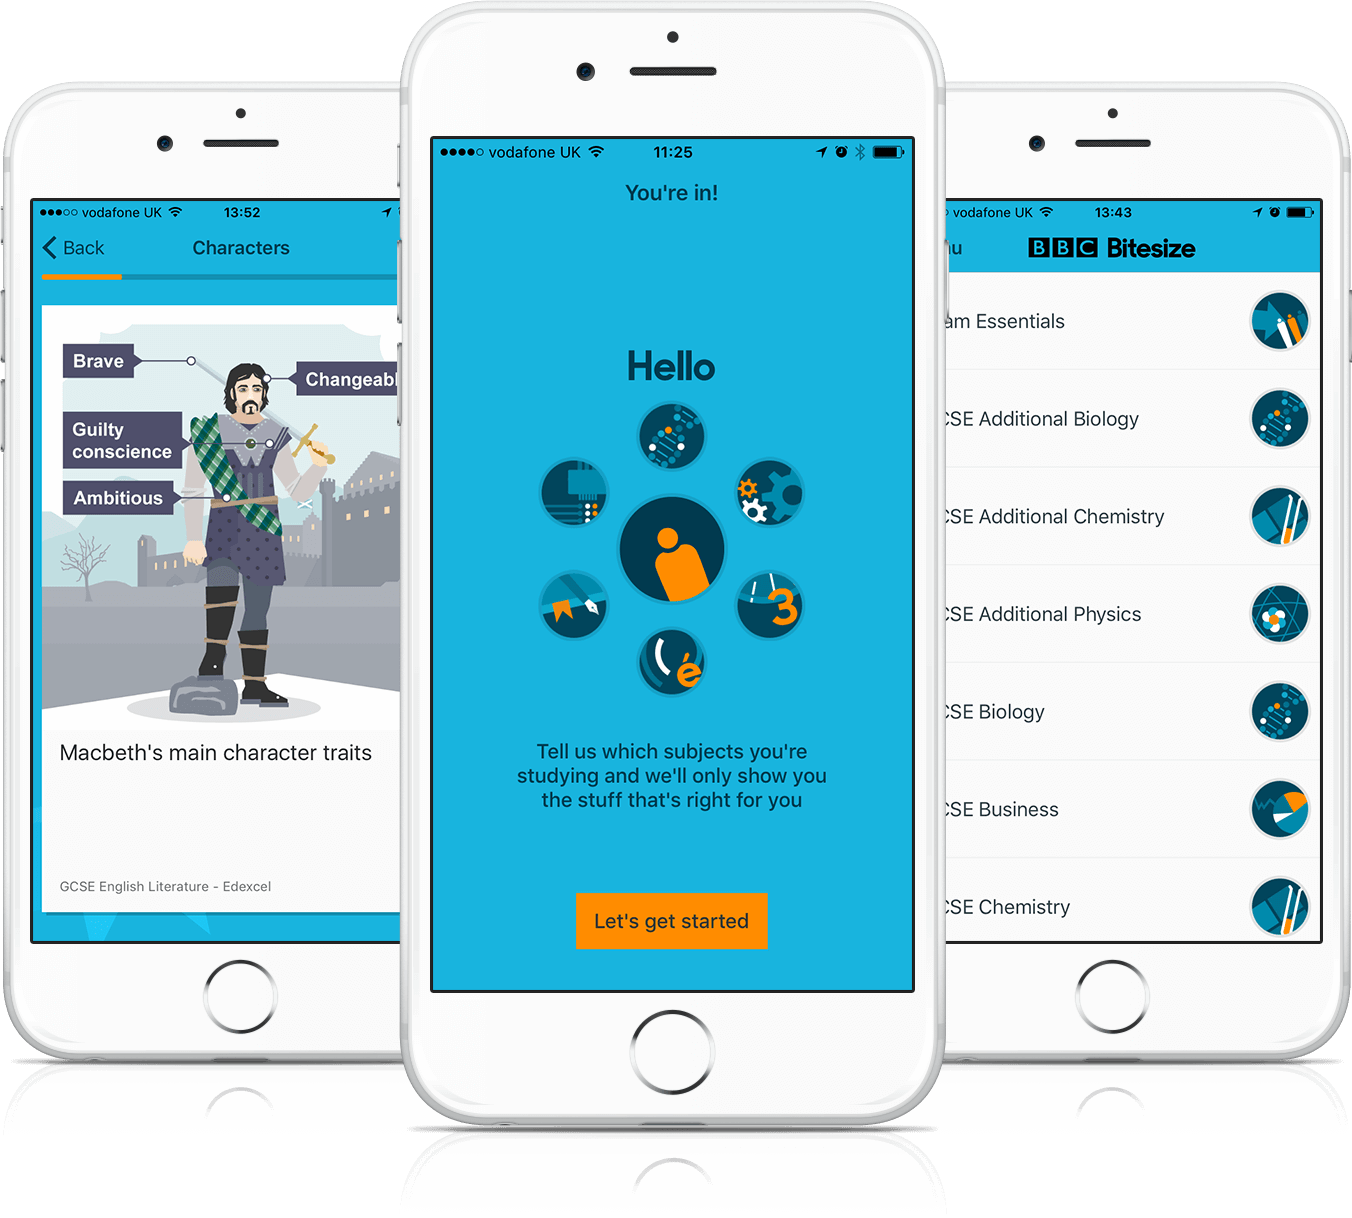 vodafone UK
13:52
Back
Characters
Brave
Changeabl
Guilty
conscience
Ambitious
Macbeth's main character traits
GCSE English Literature - Edexcel
vodafone UK
11:25
You're in!
Hello
3
é
Tell us which subjects you're
studying and we'll only show you
the stuff that's right for you
Let's get started
vodafone UK
13:43
u
BBC Bitesize
am Essentials
CSE Additional Biology
CSE Additional Chemistry
CSE Additional Physics
CSE Biology
CSE Business
CSE Chemistry